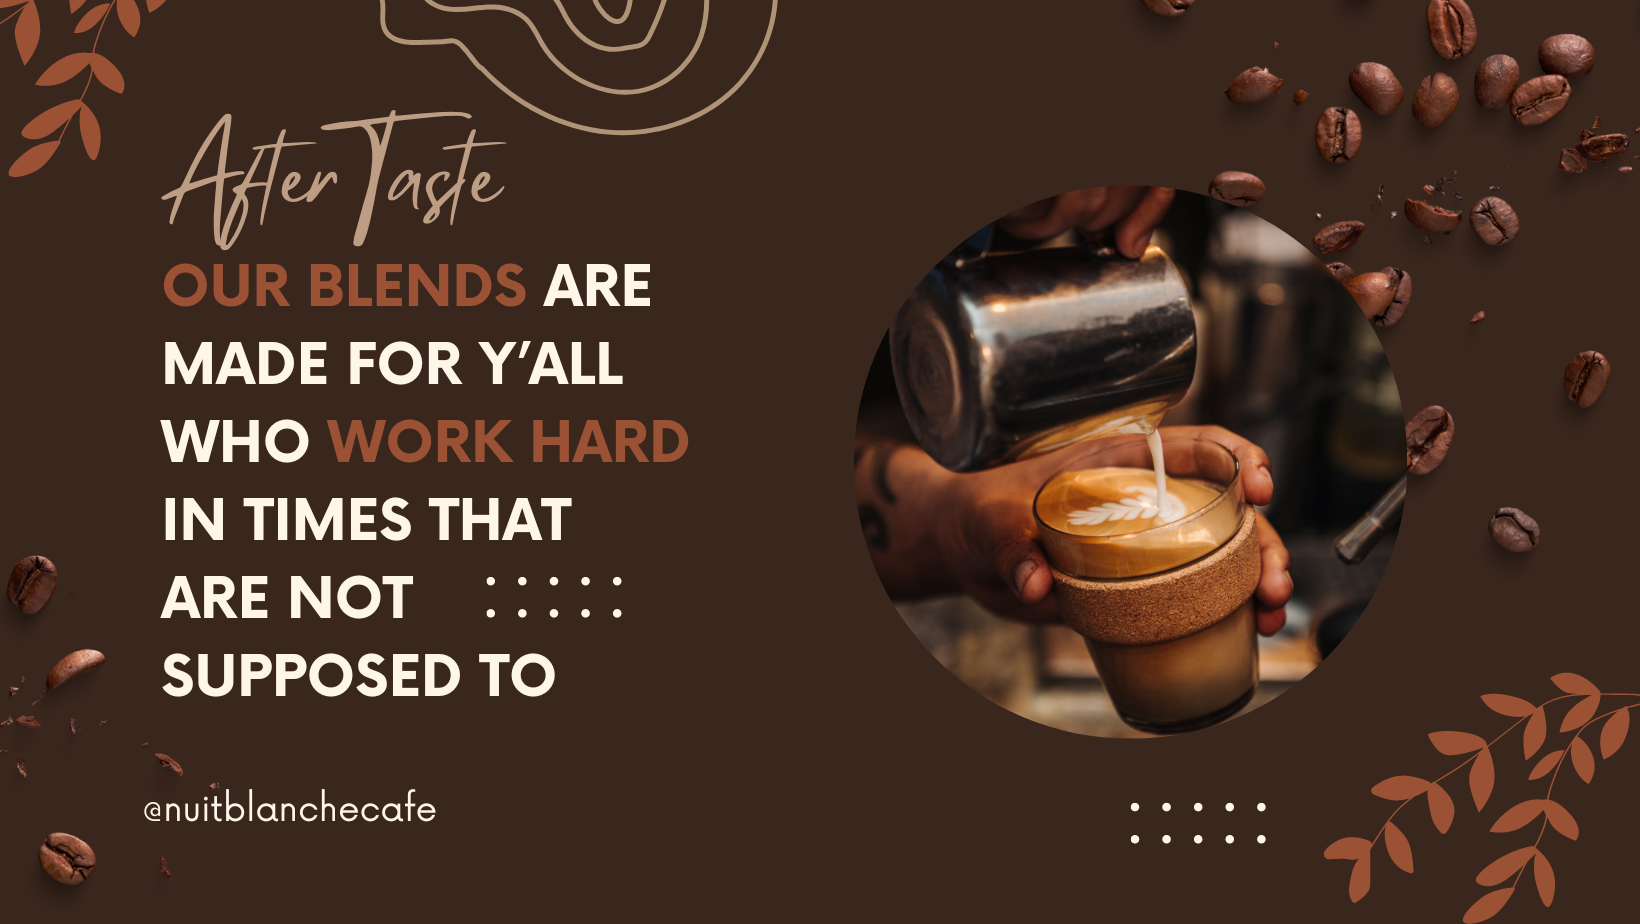 After Taste
OUR BLENDS ARE
MADE FOR Y’ALL
WHO WORK HARD
IN TIMES THAT
ARE NOT
SUPPOSED TO
@nuitblanchecafe